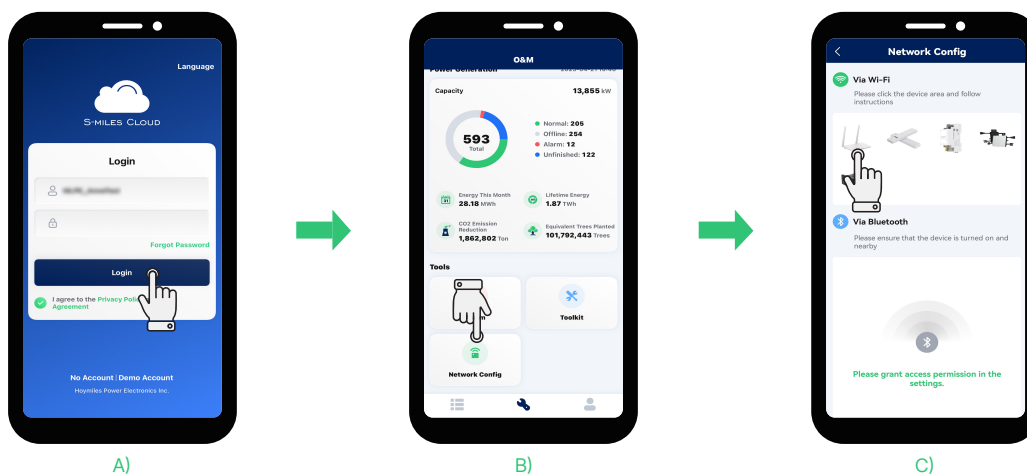 Language
S-MILES CLOUD
Login
Forgot Password
Login
I agree to the Privacy
Agreement
No Account | Demo Account
Hoymiles Power Electronics Inc.
A)
O&M
Power Generation
Capacity 13,855 kW
593
Total
Normal: 205
Offline: 254
Alarm: 12
Unfinished: 122
Energy This Month
28.18 MWh
Lifetime Energy
1.87 TWh
CO2 Emission
Reduction
1,862,802 Ton
Equivalent Trees Planted
101,792,443 Trees
Tools
Toolkit
Network Config
B)
Network Config
Via Wi-Fi
Please click the device area and follow
instructions
Via Bluetooth
Please ensure that the device is turned on and
nearby
Please grant access permission in the
settings.
C)